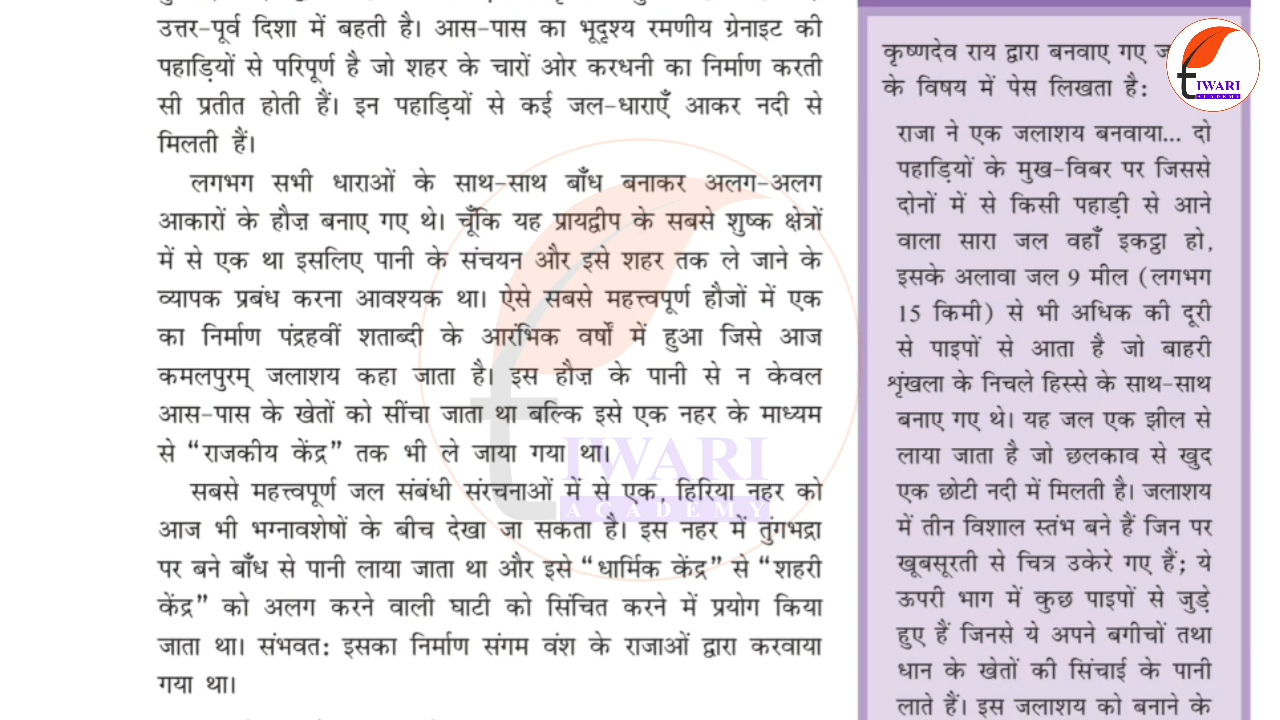 उत्तर-पूर्व दिशा में बहती है। आस-पास का भूदृश्य रमणीय ग्रेनाइट की
पहाड़ियों से परिपूर्ण है जो शहर के चारों ओर करधनी का निर्माण करती
सी प्रतीत होती हैं। इन पहाड़ियों से कई जल-धाराएँ आकर नदी से
मिलती हैं।
लगभग सभी धाराओं के साथ-साथ बाँध बनाकर अलग-अलग
आकारों के हौज़ बनाए गए थे। चूँकि यह प्रायद्वीप के सबसे शुष्क क्षेत्रों
में से एक था इसलिए पानी के संचयन और इसे शहर तक ले जाने के
व्यापक प्रबंध करना आवश्यक था। ऐसे सबसे महत्त्वपूर्ण हौजों में एक
का निर्माण पंद्रहवीं शताब्दी के आरंभिक वर्षों में हुआ जिसे आज
कमलपुरम् जलाशय कहा जाता है। इस हौज़ के पानी से न केवल
आस-पास के खेतों को सींचा जाता था बल्कि इसे एक नहर के माध्यम
से “राजकीय केंद्र” तक भी ले जाया गया था।
सबसे महत्त्वपूर्ण जल संबंधी संरचनाओं में से एक, हिरिया नहर को
आज भी भग्नावशेषों के बीच देखा जा सकता है। इस नहर में तुंगभद्रा
पर बने बाँध से पानी लाया जाता था और इसे “धार्मिक केंद्र” से “शहरी
केंद्र” को अलग करने वाली घाटी को सिंचित करने में प्रयोग किया
जाता था। संभवतः इसका निर्माण संगम वंश के राजाओं द्वारा करवाया
गया था।
कृष्णदेव राय द्वारा बनवाए गए
के विषय में पेस लिखता है:
राजा ने एक जलाशय बनवाया... दो
पहाड़ियों के मुख-विबर पर जिससे
दोनों में से किसी पहाड़ी से आने
वाला सारा जल वहाँ इकट्ठा हो,
इसके अलावा जल 9 मील (लगभग
15 किमी) से भी अधिक की दूरी
से पाइपों से आता है जो बाहरी
शृंखला के निचले हिस्से के साथ-साथ
बनाए गए थे। यह जल एक झील से
लाया जाता है जो छलकाव से खुद
एक छोटी नदी में मिलती है। जलाशय
में तीन विशाल स्तंभ बने हैं जिन पर
खूबसूरती से चित्र उकेरे गए हैं; ये
ऊपरी भाग में कुछ पाइपों से जुड़े
हुए हैं जिनसे ये अपने बगीचों तथा
धान के खेतों की सिंचाई के पानी
लाते हैं। इस जलाशय को बनाने के
tIWARI
ACADEMY
tIWARI
ACADEMY